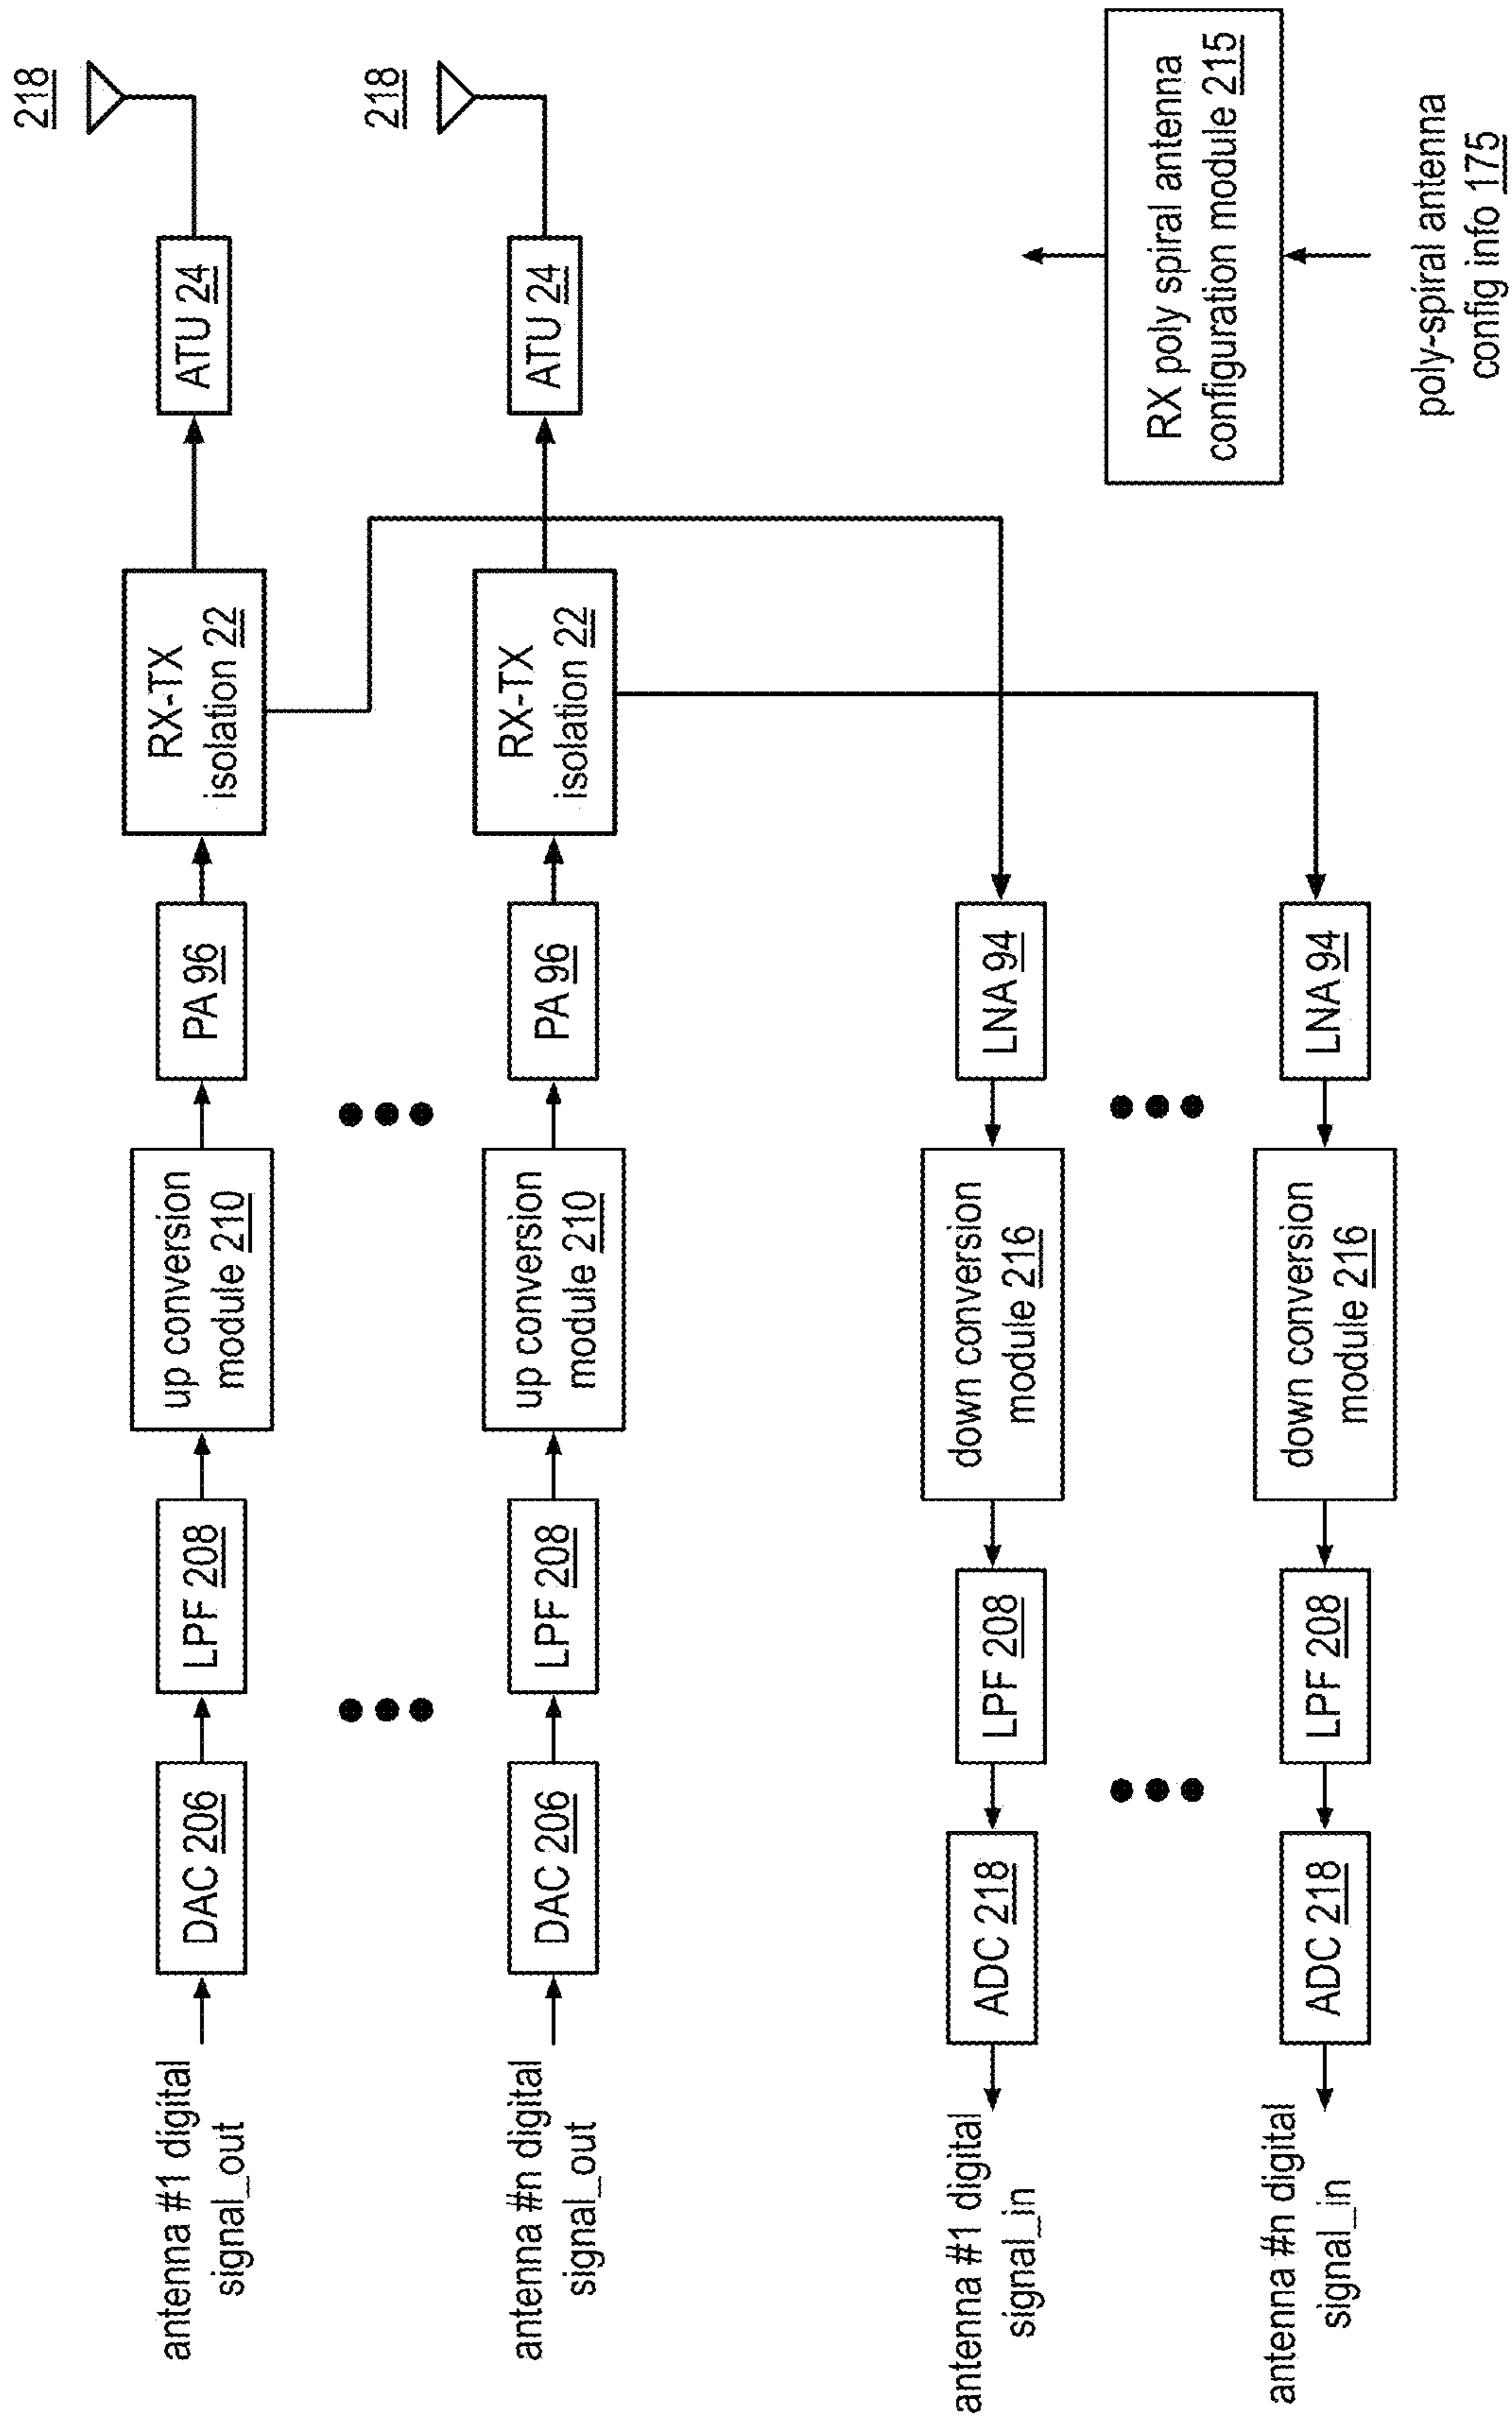 antenna #1 digital
signal_out
DAC 206
LPF 208
up conversion
module 210
PA 96
RX-TX
isolation 22
ATU 24
218
antenna #n digital
signal_out
DAC 206
LPF 208
up conversion
module 210
PA 96
RX-TX
isolation 22
ATU 24
218
antenna #1 digital
signal_in
ADC 218
LPF 208
down conversion
module 216
LNA 94
antenna #n digital
signal_in
ADC 218
LPF 208
down conversion
module 216
LNA 94
RX poly spiral antenna
configuration module 215
poly-spiral antenna
config info 175